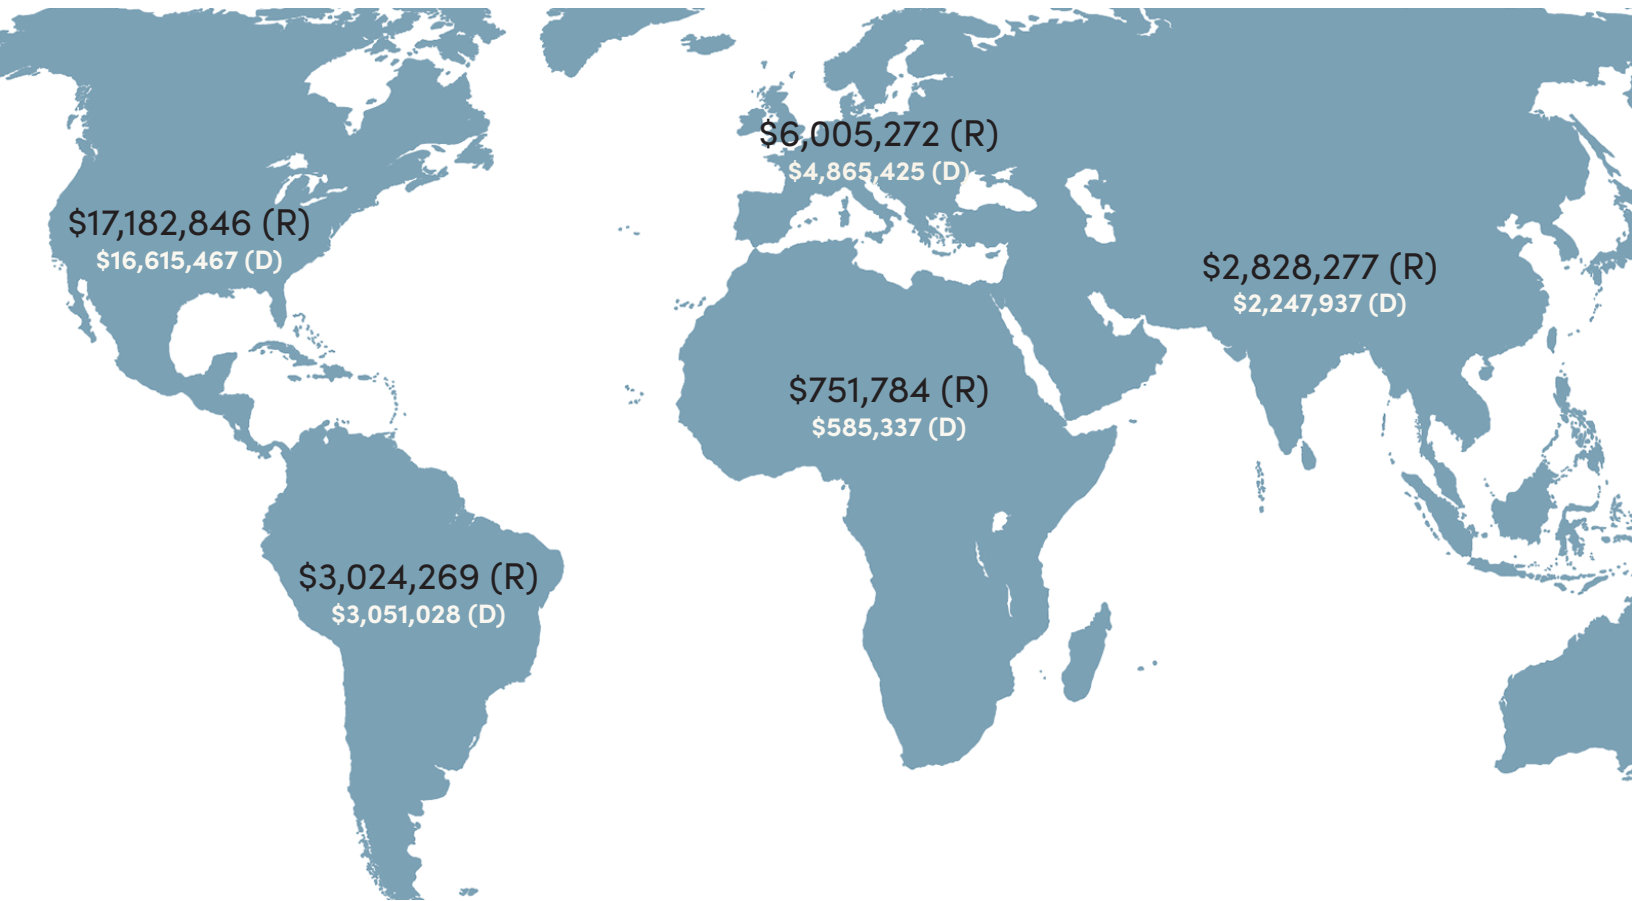 $6,005,272 (R)
$4,865,425 (D)
$17,182,846 (R)
$16,615,467 (D)
$2,828,277 (R)
$2,247,937 (D)
$751,784 (R)
$585,337 (D)
$3,024,269 (R)
$3,051,028 (D)